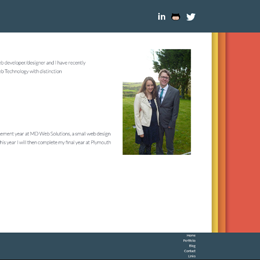 in
b developer/designer and I have recently
b Technology with distinction
ement year at MO Web Solutions, a small web design
his year I will then complete my final year at Plymouth
Home
Portfolio
Blog
Contact
Links